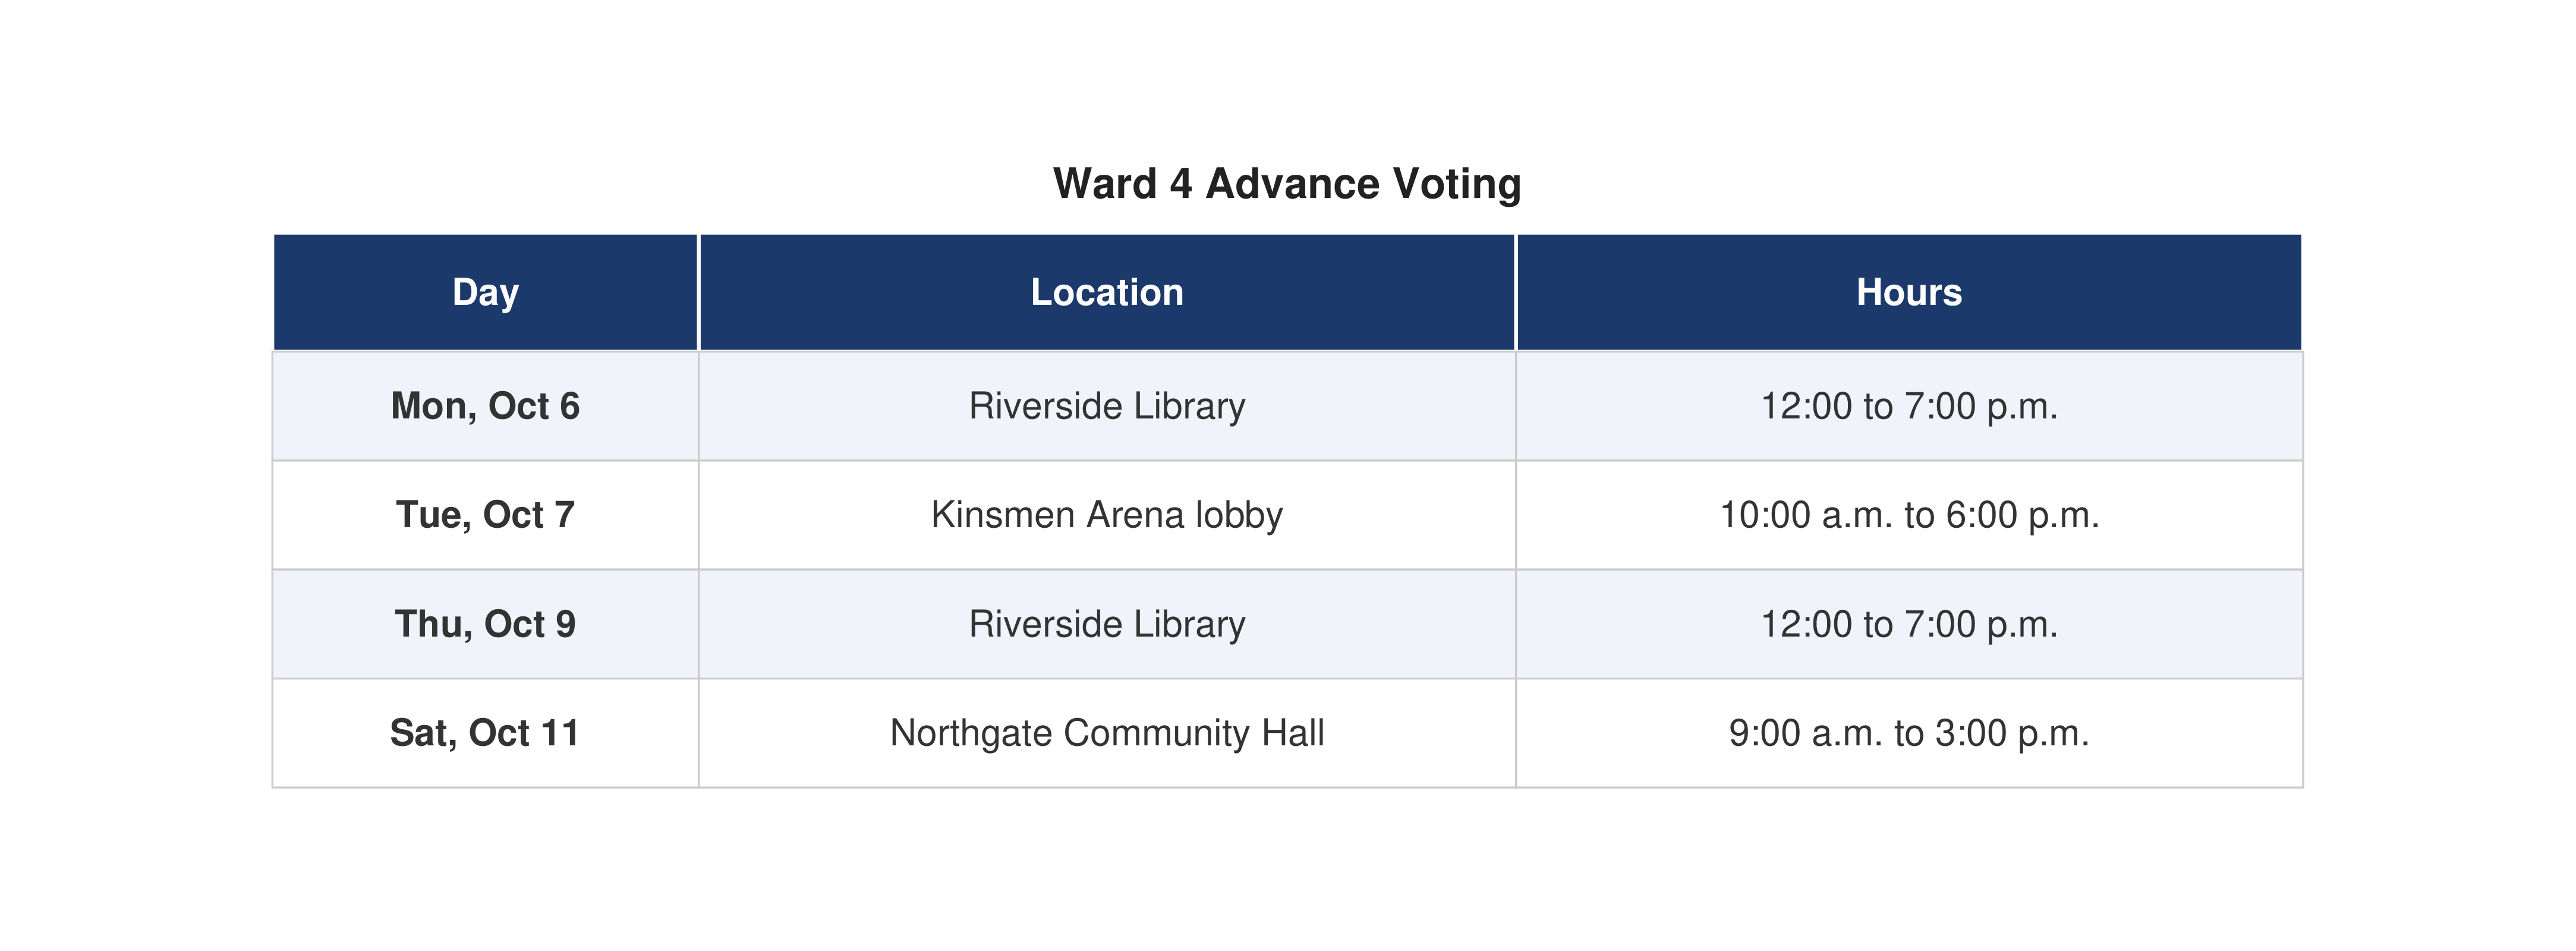 Ward 4 Advance Voting
Day Location Hours
Mon, Oct 6 Riverside Library 12:00 to 7:00 p.m.
Tue, Oct 7 Kinsmen Arena lobby 10:00 a.m. to 6:00 p.m.
Thu, Oct 9 Riverside Library 12:00 to 7:00 p.m.
Sat, Oct 11 Northgate Community Hall 9:00 a.m. to 3:00 p.m.